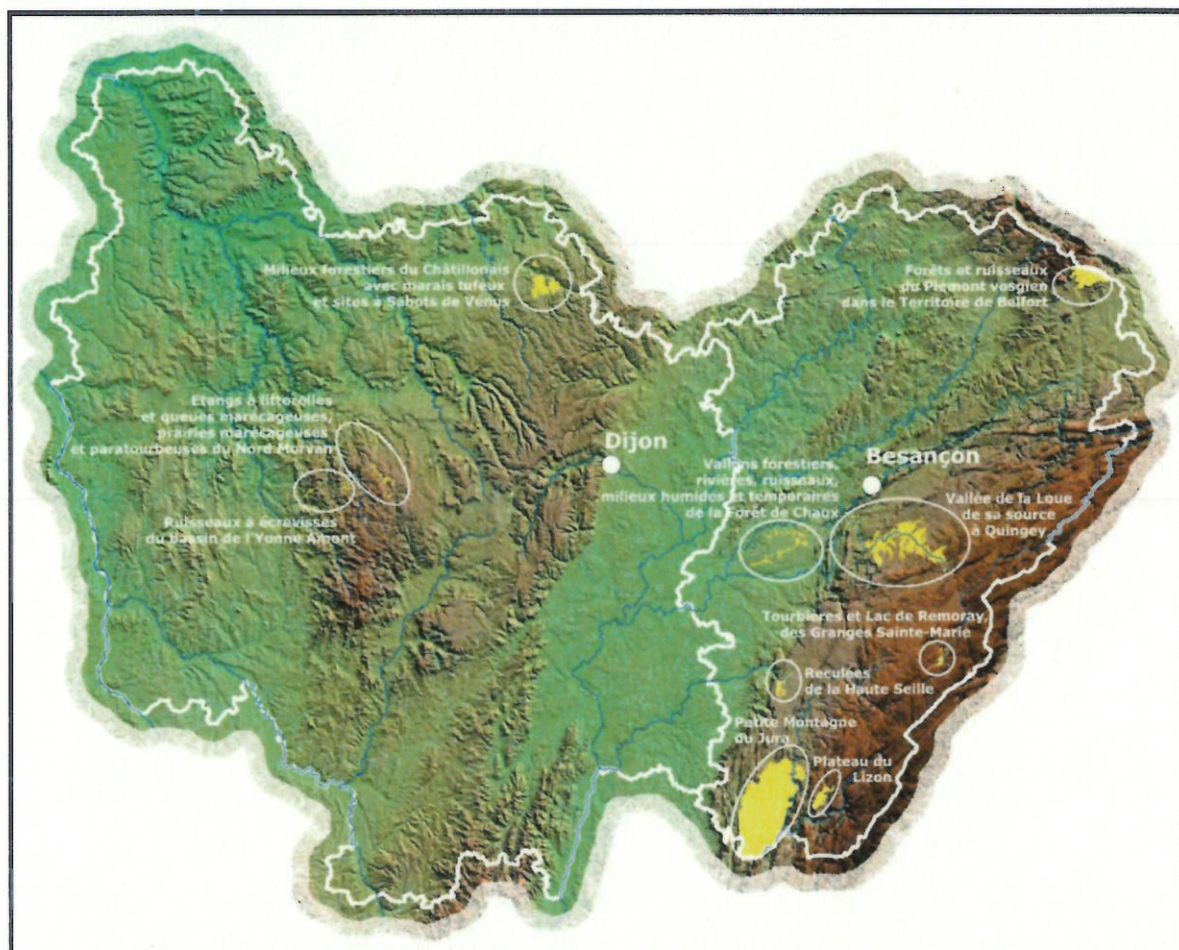 Milieux forestiers du Châtillonais
avec marais tufeux
et sites à Sabots de Vénus
Forêts et ruisseaux
du Piémont vosgien
dans le Territoire de Belfort
Etangs à littorelles
et queues marécageuses,
prairies marécageuses
et paratourbeuses du Nord Morvan
Ruisseaux à écrevisses
du bassin de l'Yonne Amont
Dijon
Besançon
Vallons forestiers,
rivières, ruisseaux,
milieux humides et temporaires
de la Forêt de Chaux
Vallée de la Loue
de sa source
à Quingey
Tourbières et Lac de Remoray
des Granges Sainte-Marie
Reculées
de la Haute Seille
Petite Montagne
du Jura
Plateau du
Lizon